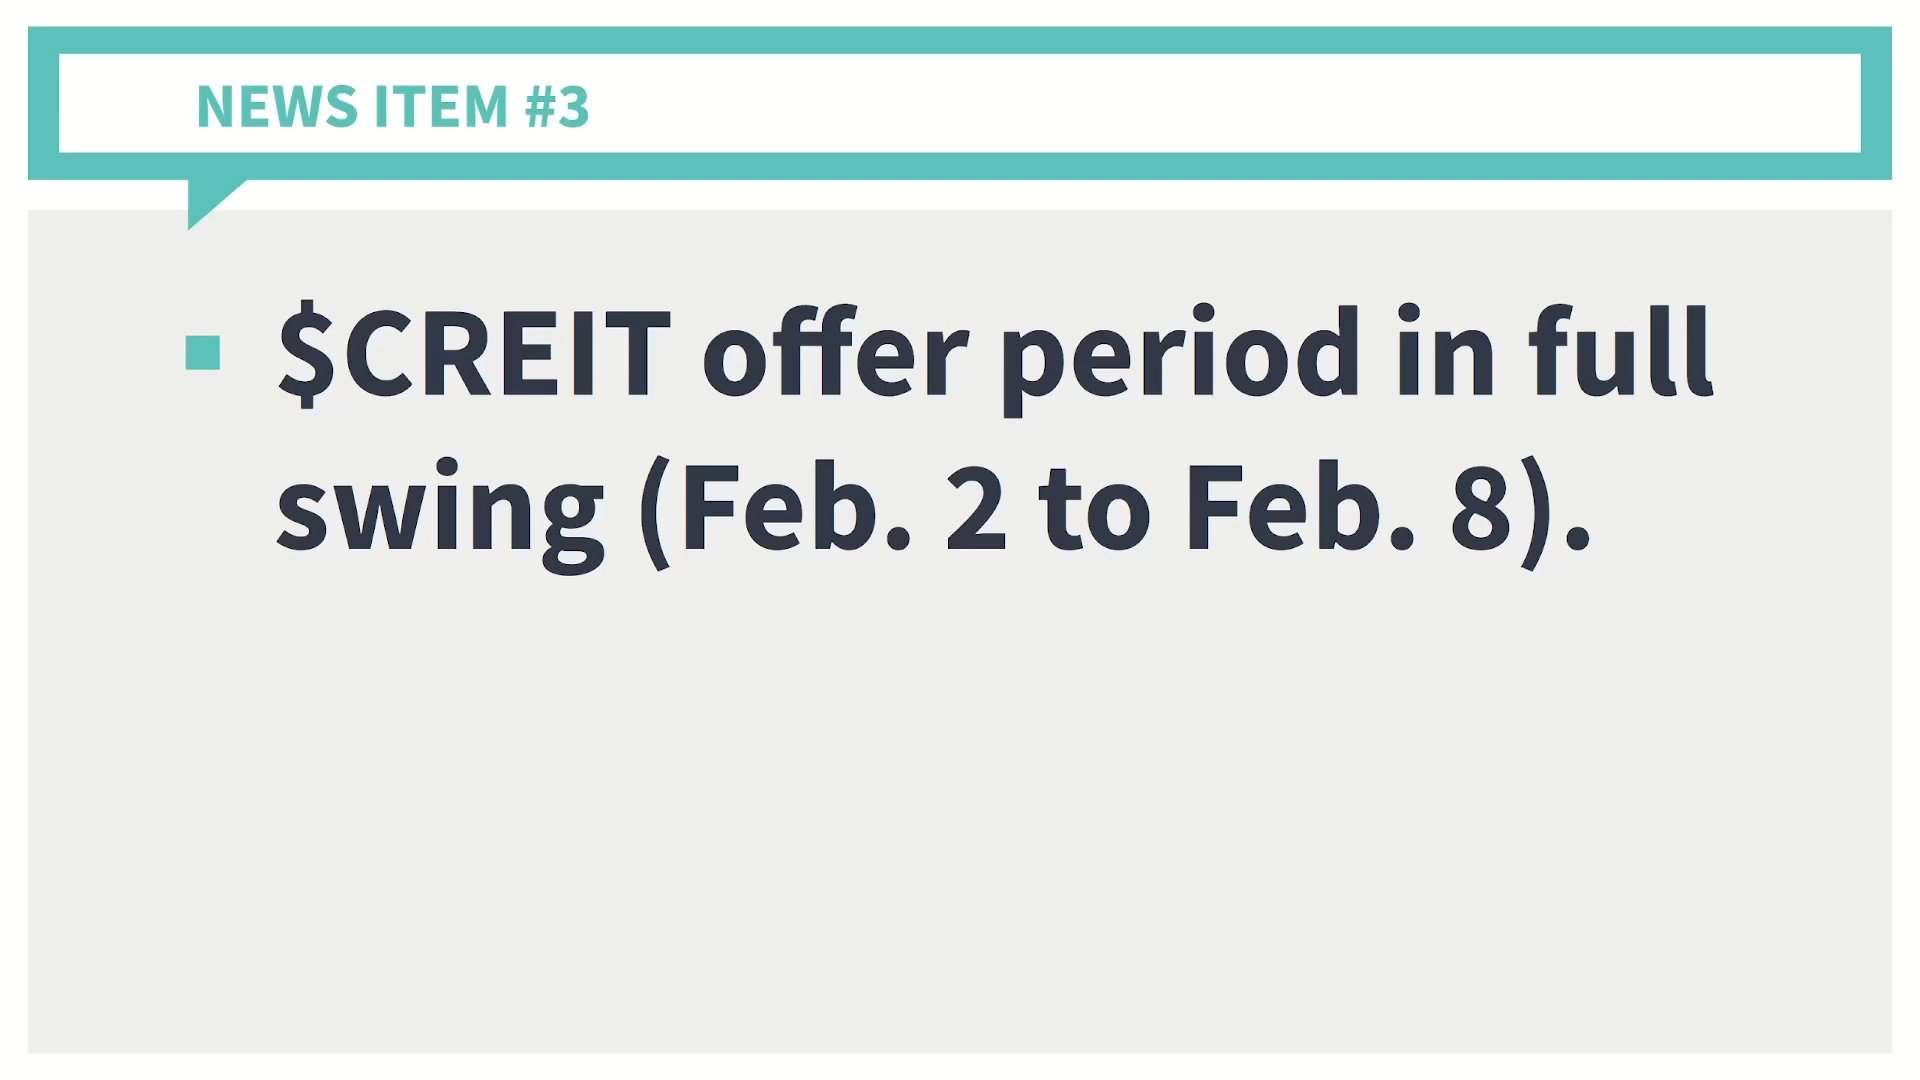 NEWS ITEM #3
$CREIT offer period in full
swing (Feb. 2 to Feb. 8).